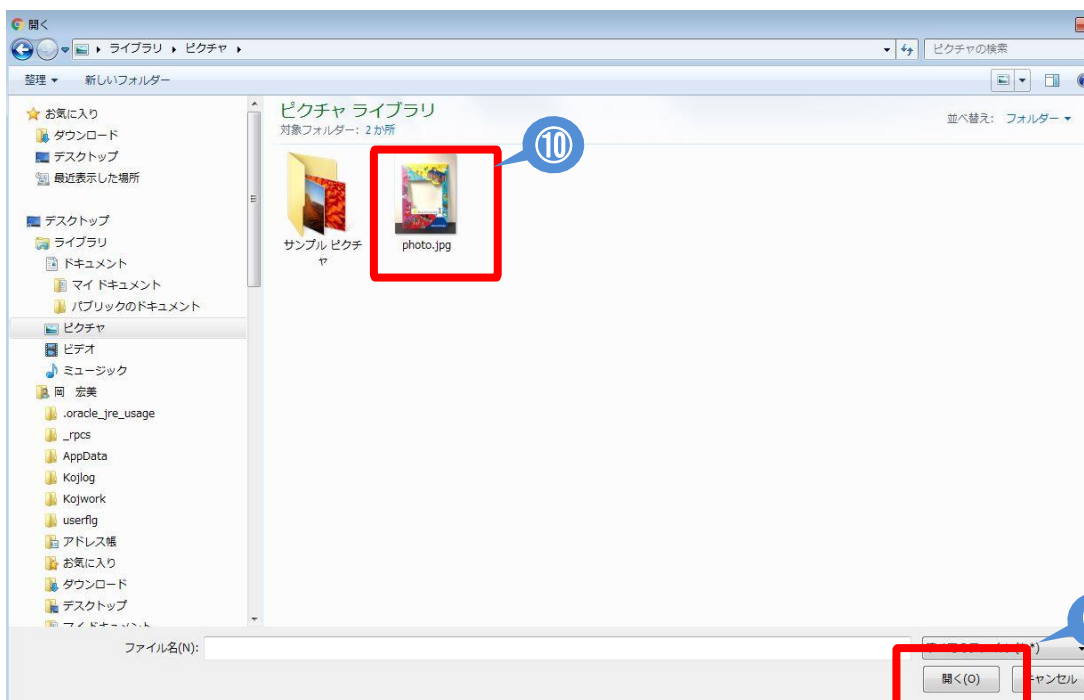 開く
ライブラリ ピクチャ
ピクチャの検索
整理 新しいフォルダー
お気に入り
ダウンロード
デスクトップ
最近表示した場所
デスクトップ
ライブラリ
ドキュメント
マイ ドキュメント
パブリックのドキュメント
ピクチャ
ビデオ
ミュージック
岡 宏美
.oracle_jre_usage
_rpcs
AppData
Kojlog
Kojwork
userflg
アドレス帳
お気に入り
ダウンロード
デスクトップ
ピクチャ ライブラリ
対象フォルダー: 2 か所
並べ替え: フォルダー
⑩
サンプル ピクチ
ャ
photo.jpg
ファイル名(N):
開く(O)
キャンセル